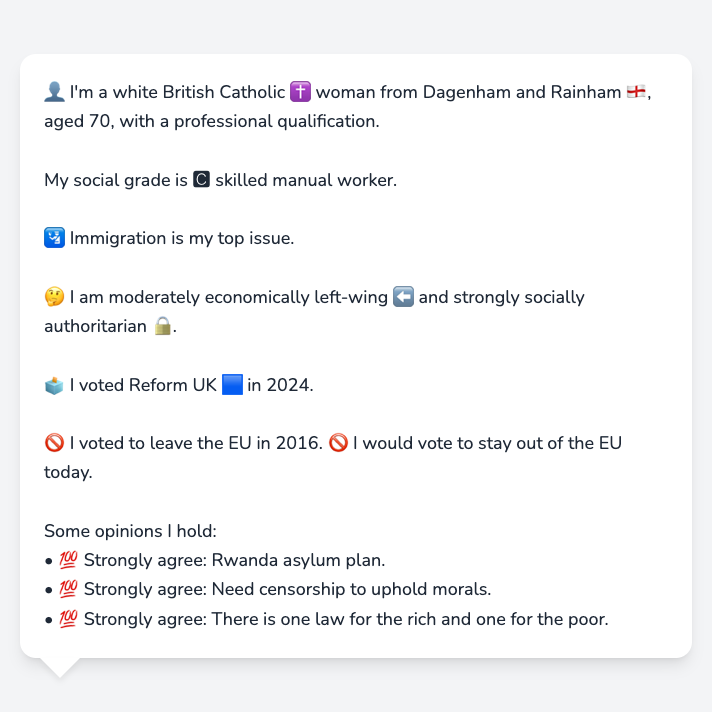 👤 I'm a white British Catholic ✝️ woman from Dagenham and Rainham 🏴󠁧󠁢󠁥󠁮󠁧󠁿,
aged 70, with a professional qualification.
My social grade is 🅲 skilled manual worker.
🛂 Immigration is my top issue.
🤔 I am moderately economically left-wing ⬅️ and strongly socially
authoritarian 🔒.
🗳️ I voted Reform UK 🟦 in 2024.
🚫 I voted to leave the EU in 2016. 🚫 I would vote to stay out of the EU
today.
Some opinions I hold:
• 💯 Strongly agree: Rwanda asylum plan.
• 💯 Strongly agree: Need censorship to uphold morals.
• 💯 Strongly agree: There is one law for the rich and one for the poor.